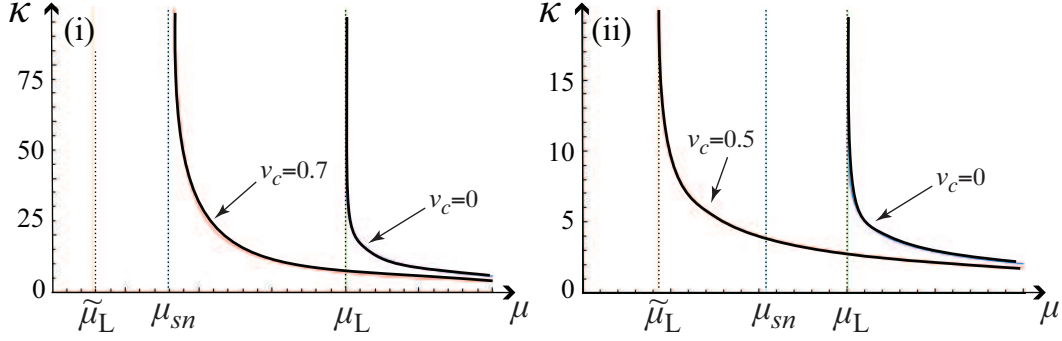 κ (i)
75
50
25
0
v_c=0.7
v_c=0
μ̃_L μ_sn μ_L μ
κ (ii)
15
10
5
0
v_c=0.5
v_c=0
μ̃_L μ_sn μ_L μ